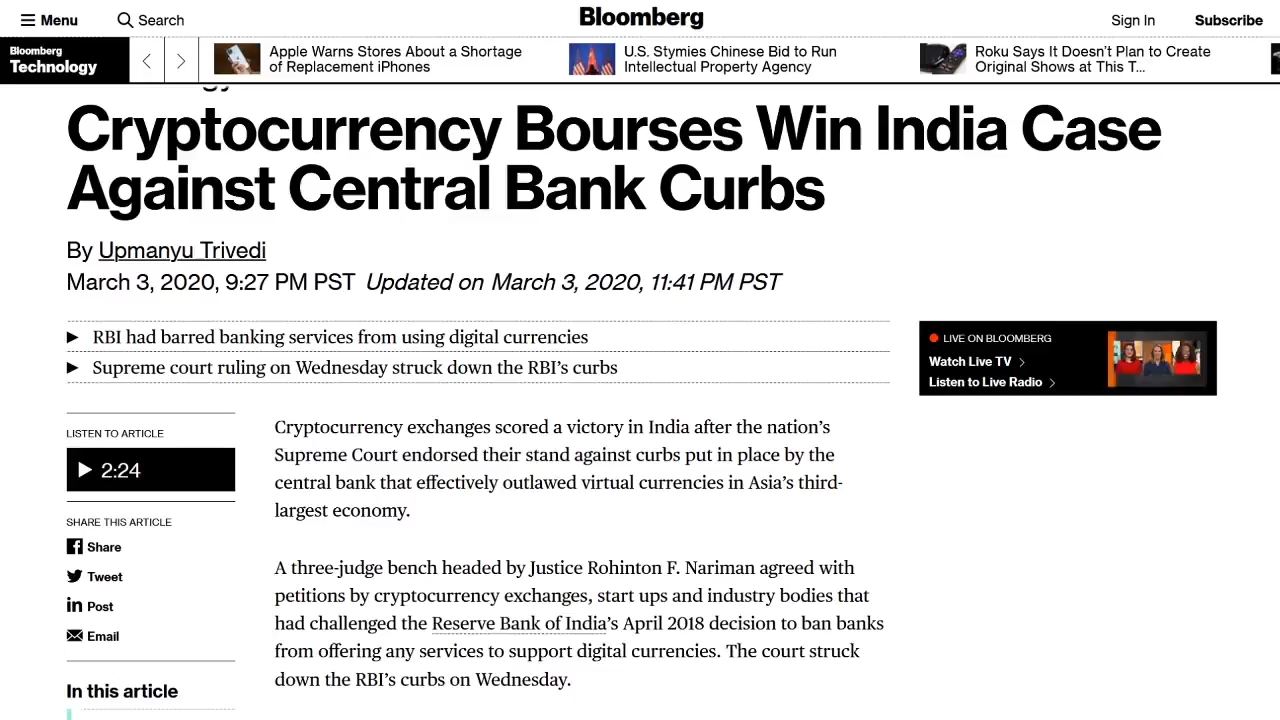 Menu Search Bloomberg Sign In Subscribe
Bloomberg
Technology
Apple Warns Stores About a Shortage
of Replacement iPhones
U.S. Stymies Chinese Bid to Run
Intellectual Property Agency
Roku Says It Doesn't Plan to Create
Original Shows at This T...
Cryptocurrency Bourses Win India Case
Against Central Bank Curbs
By Upmanyu Trivedi
March 3, 2020, 9:27 PM PST Updated on March 3, 2020, 11:41 PM PST
RBI had barred banking services from using digital currencies
Supreme court ruling on Wednesday struck down the RBI's curbs
LIVE ON BLOOMBERG
Watch Live TV
Listen to Live Radio
LISTEN TO ARTICLE
2:24
SHARE THIS ARTICLE
Share
Tweet
Post
Email
In this article
Cryptocurrency exchanges scored a victory in India after the nation's
Supreme Court endorsed their stand against curbs put in place by the
central bank that effectively outlawed virtual currencies in Asia's third-
largest economy.
A three-judge bench headed by Justice Rohinton F. Nariman agreed with
petitions by cryptocurrency exchanges, start ups and industry bodies that
had challenged the Reserve Bank of India's April 2018 decision to ban banks
from offering any services to support digital currencies. The court struck
down the RBI's curbs on Wednesday.